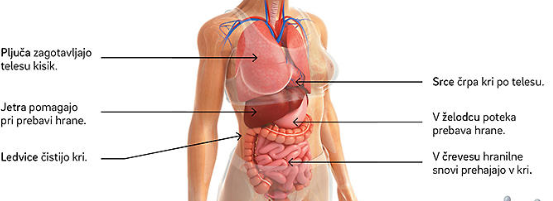 Pljuča zagotavljajo
telesu kisik.
Jetra pomagajo
pri prebavi hrane.
Ledvice čistijo kri.
Srce črpa kri po telesu.
V želodcu poteka
prebava hrane.
V črevesu hranilne
snovi prehajajo v kri.